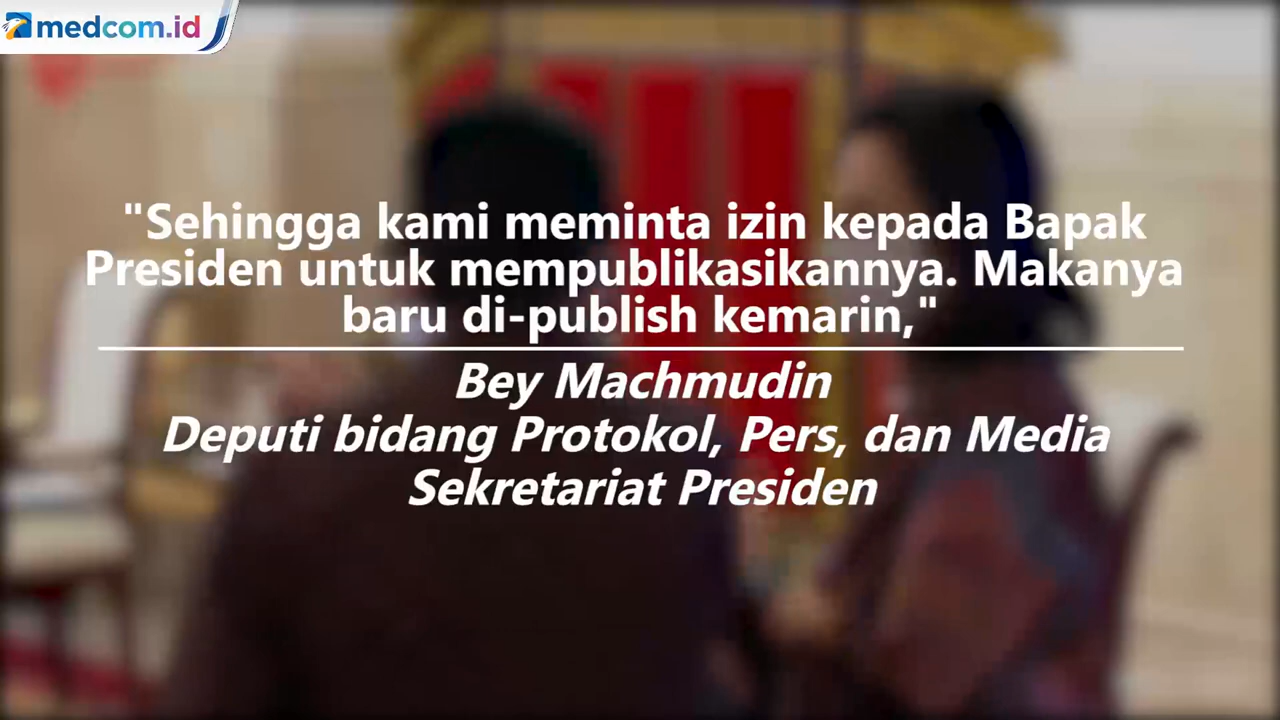 medcom.id
"Sehingga kami meminta izin kepada Bapak
Presiden untuk mempublikasikannya. Makanya
baru di-publish kemarin,"
Bey Machmudin
Deputi bidang Protokol, Pers, dan Media
Sekretariat Presiden